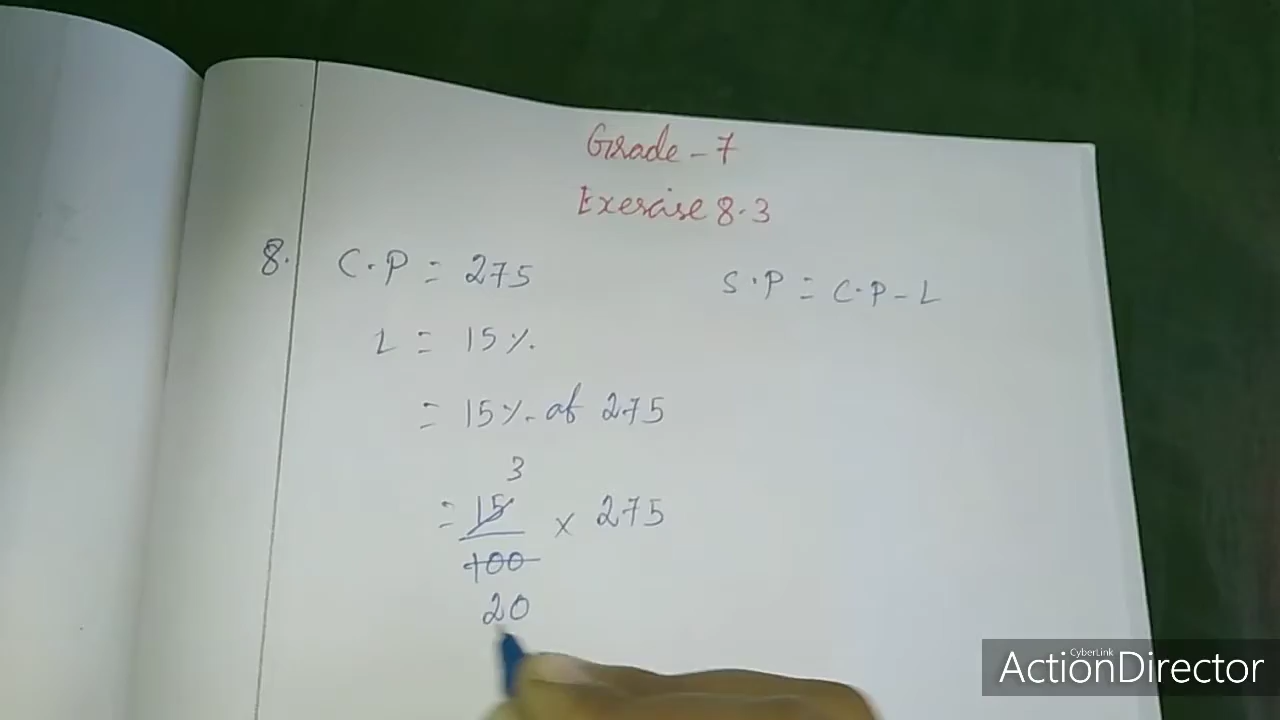 Grade - 7
Exercise 8.3
8. C.P = 275 S.P = C.P - L
L = 15 %.
= 15 %. of 275
3
= 15 × 275
100
20
CyberLink
ActionDirector